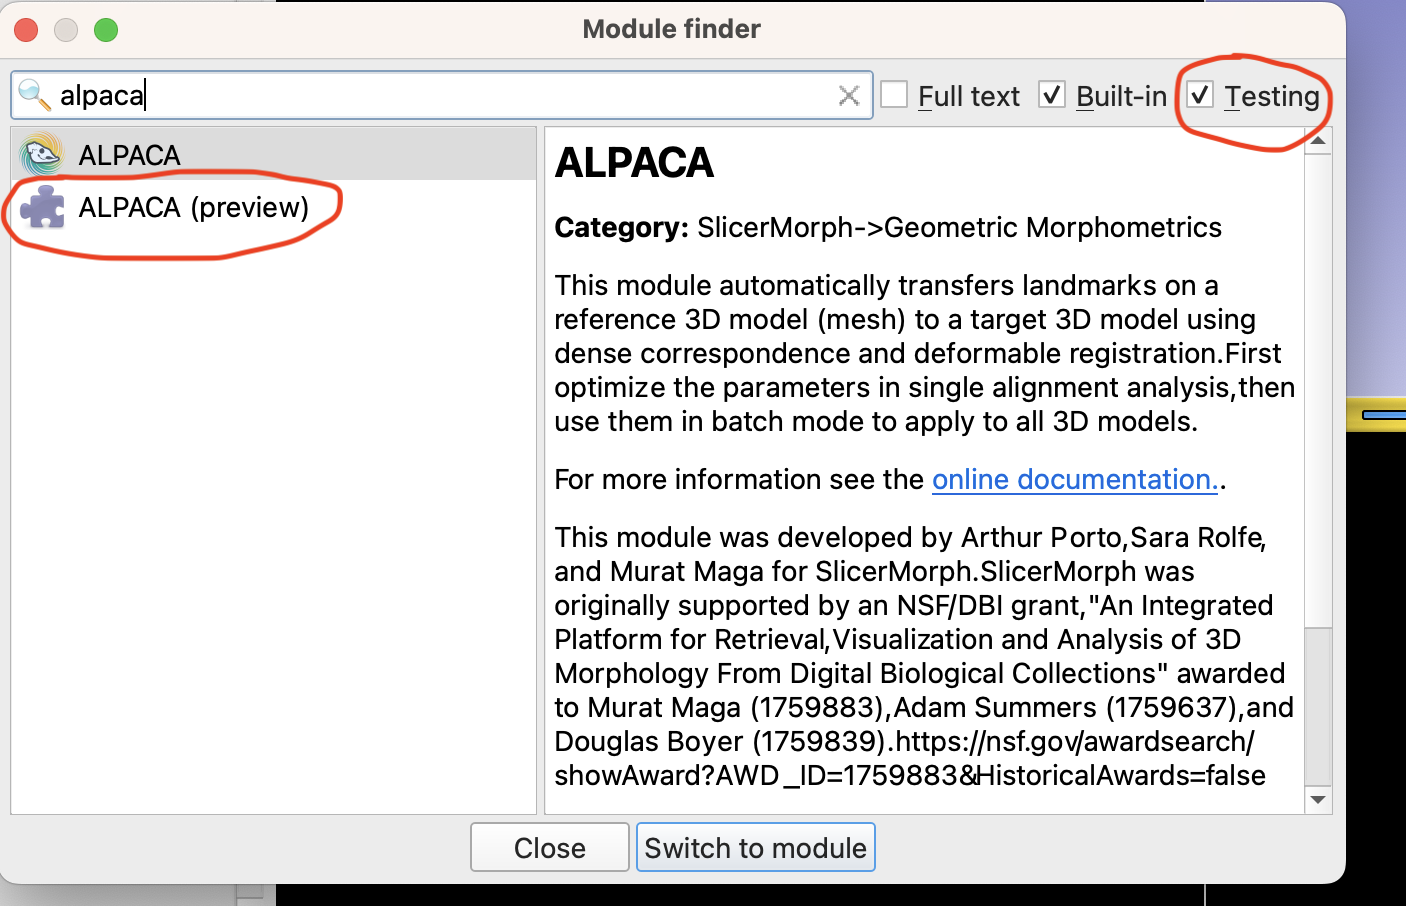 Module finder
alpaca
Full text
Built-in
Testing
ALPACA
ALPACA (preview)
ALPACA
Category: SlicerMorph->Geometric Morphometrics
This module automatically transfers landmarks on a
reference 3D model (mesh) to a target 3D model using
dense correspondence and deformable registration.First
optimize the parameters in single alignment analysis,then
use them in batch mode to apply to all 3D models.
For more information see the online documentation..
This module was developed by Arthur Porto,Sara Rolfe,
and Murat Maga for SlicerMorph.SlicerMorph was
originally supported by an NSF/DBI grant,"An Integrated
Platform for Retrieval,Visualization and Analysis of 3D
Morphology From Digital Biological Collections" awarded
to Murat Maga (1759883),Adam Summers (1759637),and
Douglas Boyer (1759839).https://nsf.gov/awardsearch/
showAward?AWD_ID=1759883&HistoricalAwards=false
Close
Switch to module